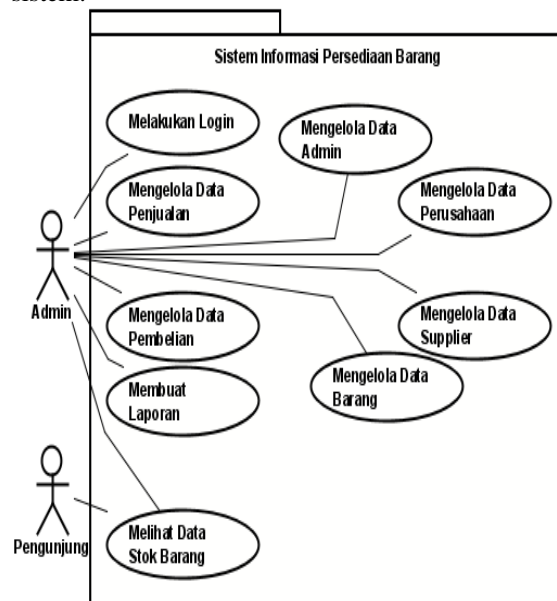 sistem.
Sistem Informasi Persediaan Barang
Melakukan Login
Mengelola Data
Admin
Mengelola Data
Penjualan
Mengelola Data
Perusahaan
Admin
Mengelola Data
Pembelian
Mengelola Data
Supplier
Mengelola Data
Barang
Membuat
Laporan
Pengunjung
Melihat Data
Stok Barang